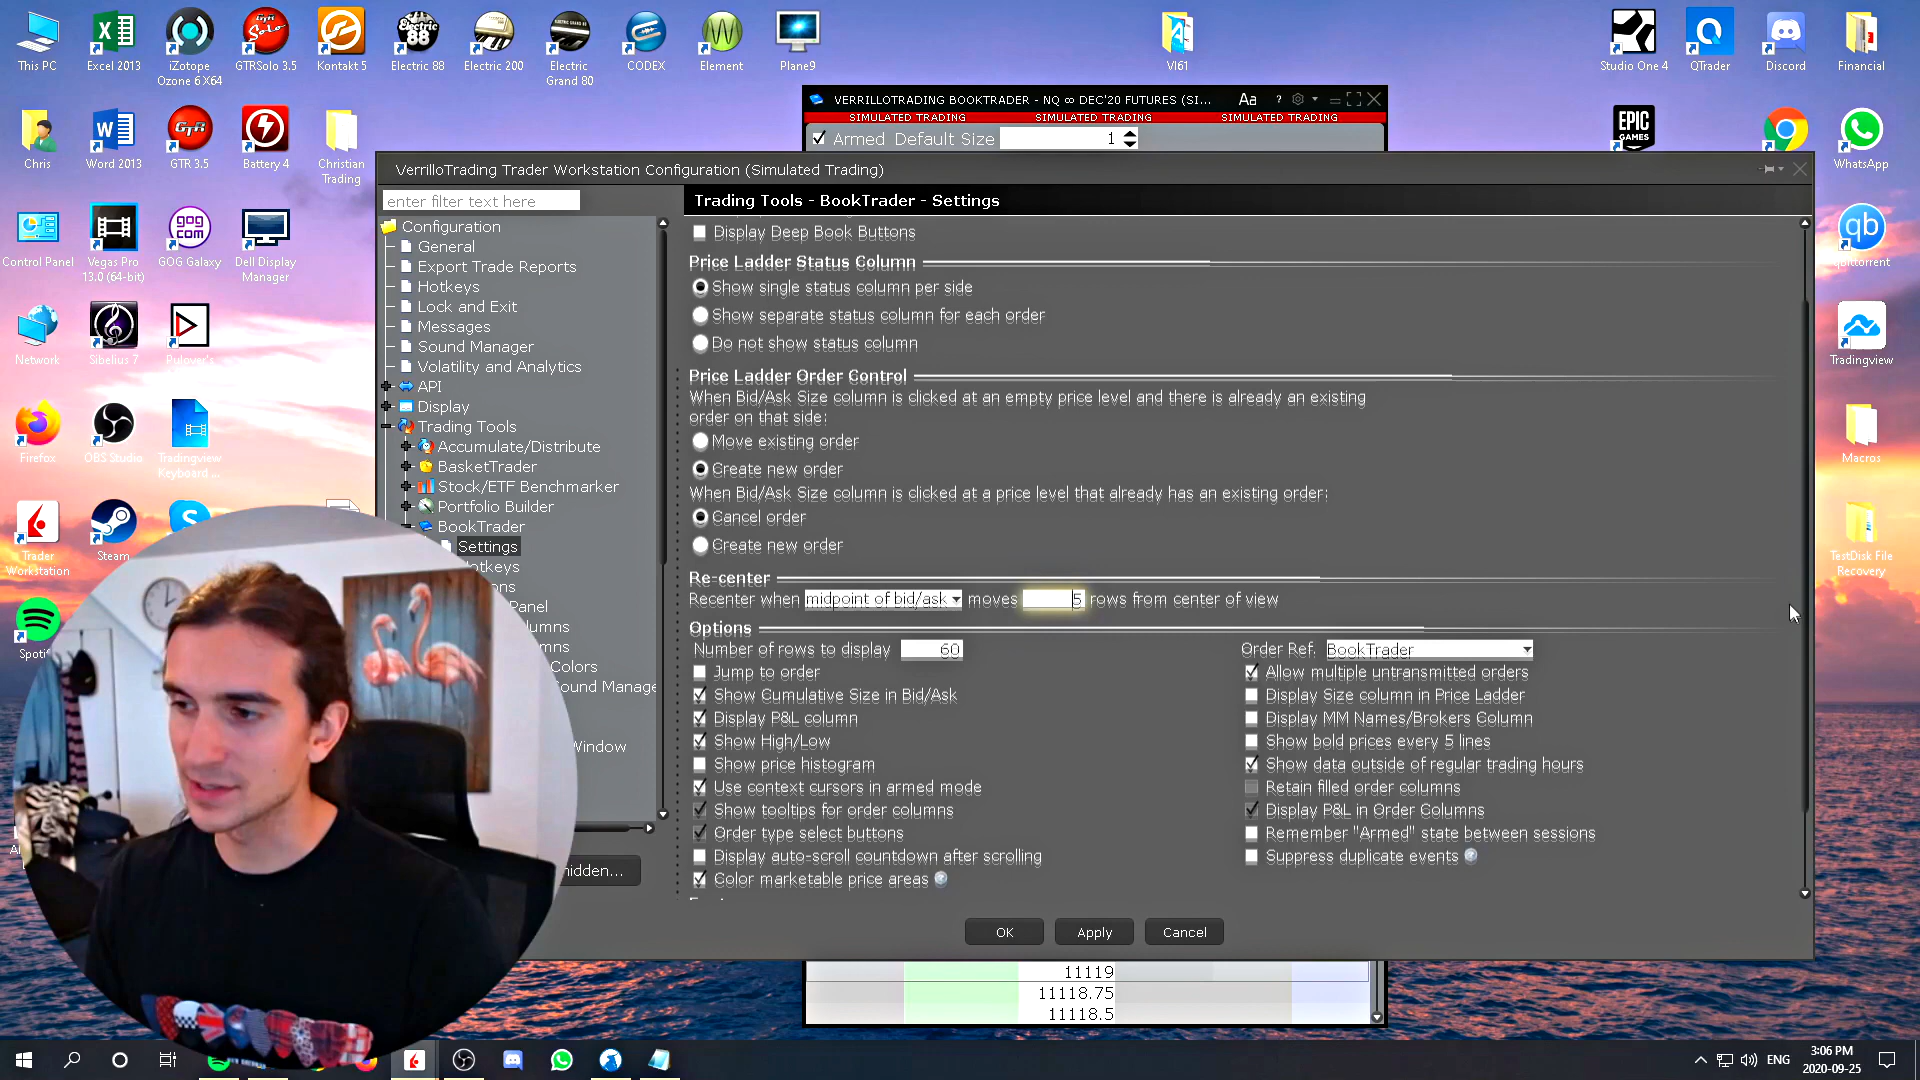 This PC
Excel 2013
iZotope
Ozone 6 X64
GTRSolo 3.5
Kontakt 5
Electric 88
Electric 200
Electric
Grand 80
CODEX
Element
Plane9
VI61
Studio One 4
QTrader
Discord
Financial
Chris
Word 2013
GTR 3.5
Battery 4
Christian
Trading
EPIC
GAMES
WhatsApp
VERRILLOTRADING BOOKTRADER - NQ ∞ DEC'20 FUTURES (SI...
Aa
?
SIMULATED TRADING
SIMULATED TRADING
SIMULATED TRADING
Armed Default Size
1
Control Panel
Vegas Pro
13.0 (64-bit)
GOG Galaxy
Dell Display
Manager
qbittorrent
Network
Sibelius 7
Pulover's
Tradingview
Firefox
OBS Studio
Tradingview
Keyboard ...
Macros
Trader
Workstation
Steam
TestDisk File
Recovery
VerrilloTrading Trader Workstation Configuration (Simulated Trading)
enter filter text here
Configuration
General
Export Trade Reports
Hotkeys
Lock and Exit
Messages
Sound Manager
Volatility and Analytics
API
Display
Trading Tools
Accumulate/Distribute
BasketTrader
Stock/ETF Benchmarker
Portfolio Builder
BookTrader
Settings
otkeys
ons
Panel
lumns
mns
Colors
ound Manage
Window
hidden...
Trading Tools - BookTrader - Settings
Display Deep Book Buttons
Price Ladder Status Column
Show single status column per side
Show separate status column for each order
Do not show status column
Price Ladder Order Control
When Bid/Ask Size column is clicked at an empty price level and there is already an existing
order on that side:
Move existing order
Create new order
When Bid/Ask Size column is clicked at a price level that already has an existing order:
Cancel order
Create new order
Re-center
Recenter when midpoint of bid/ask moves 5 rows from center of view
Options
Number of rows to display 60
Jump to order
Show Cumulative Size in Bid/Ask
Display P&L column
Show High/Low
Show price histogram
Use context cursors in armed mode
Show tooltips for order columns
Order type select buttons
Display auto-scroll countdown after scrolling
Color marketable price areas
Order Ref. BookTrader
Allow multiple untransmitted orders
Display Size column in Price Ladder
Display MM Names/Brokers Column
Show bold prices every 5 lines
Show data outside of regular trading hours
Retain filled order columns
Display P&L in Order Columns
Remember "Armed" state between sessions
Suppress duplicate events
OK
Apply
Cancel
11119
11118.75
11118.5
ENG
3:06 PM
2020-09-25